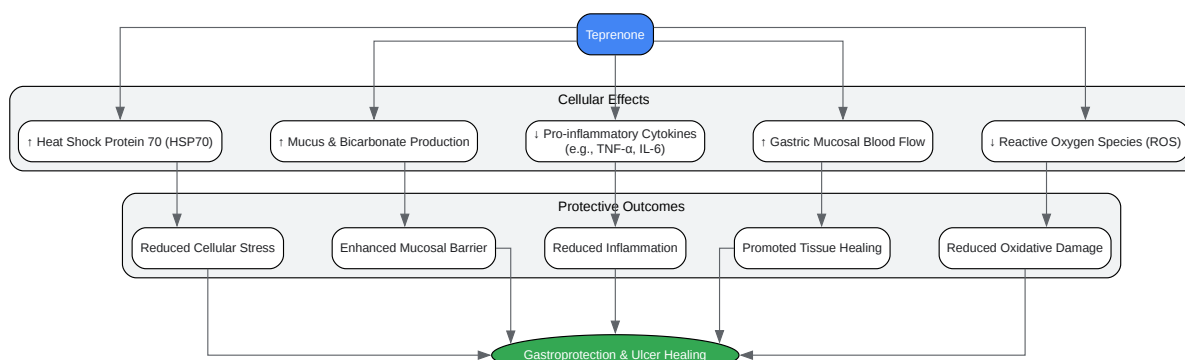 Teprenone
Cellular Effects
↑ Heat Shock Protein 70 (HSP70)
↑ Mucus & Bicarbonate Production
↓ Pro-inflammatory Cytokines
(e.g., TNF-α, IL-6)
↑ Gastric Mucosal Blood Flow
↓ Reactive Oxygen Species (ROS)
Protective Outcomes
Reduced Cellular Stress
Enhanced Mucosal Barrier
Reduced Inflammation
Promoted Tissue Healing
Reduced Oxidative Damage
Gastroprotection & Ulcer Healing